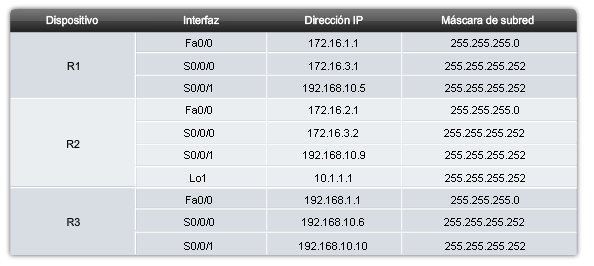 Dispositivo Interfaz Dirección IP Máscara de subred
R1 Fa0/0 172.16.1.1 255.255.255.0
S0/0/0 172.16.3.1 255.255.255.252
S0/0/1 192.168.10.5 255.255.255.252
R2 Fa0/0 172.16.2.1 255.255.255.0
S0/0/0 172.16.3.2 255.255.255.252
S0/0/1 192.168.10.9 255.255.255.252
Lo1 10.1.1.1 255.255.255.252
R3 Fa0/0 192.168.1.1 255.255.255.0
S0/0/0 192.168.10.6 255.255.255.252
S0/0/1 192.168.10.10 255.255.255.252